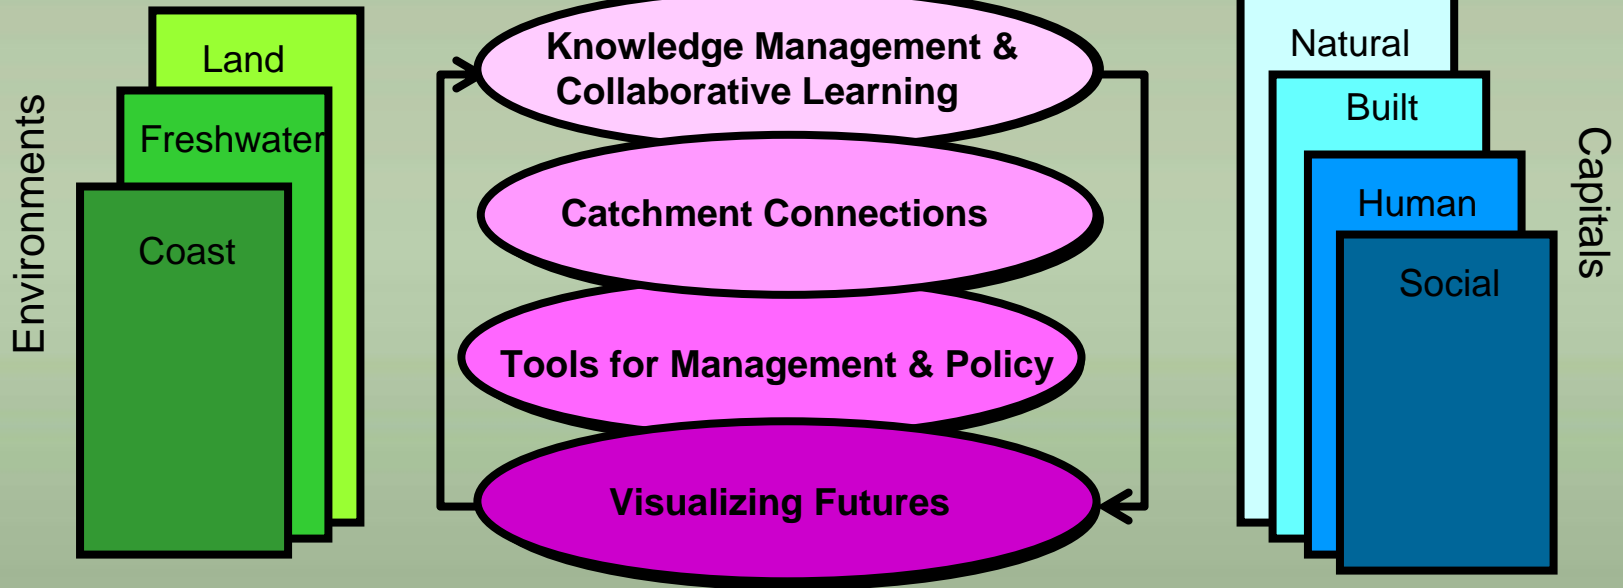 Environments
Land
Freshwater
Coast
Knowledge Management &
Collaborative Learning
Catchment Connections
Tools for Management & Policy
Visualizing Futures
Natural
Built
Human
Social
Capitals